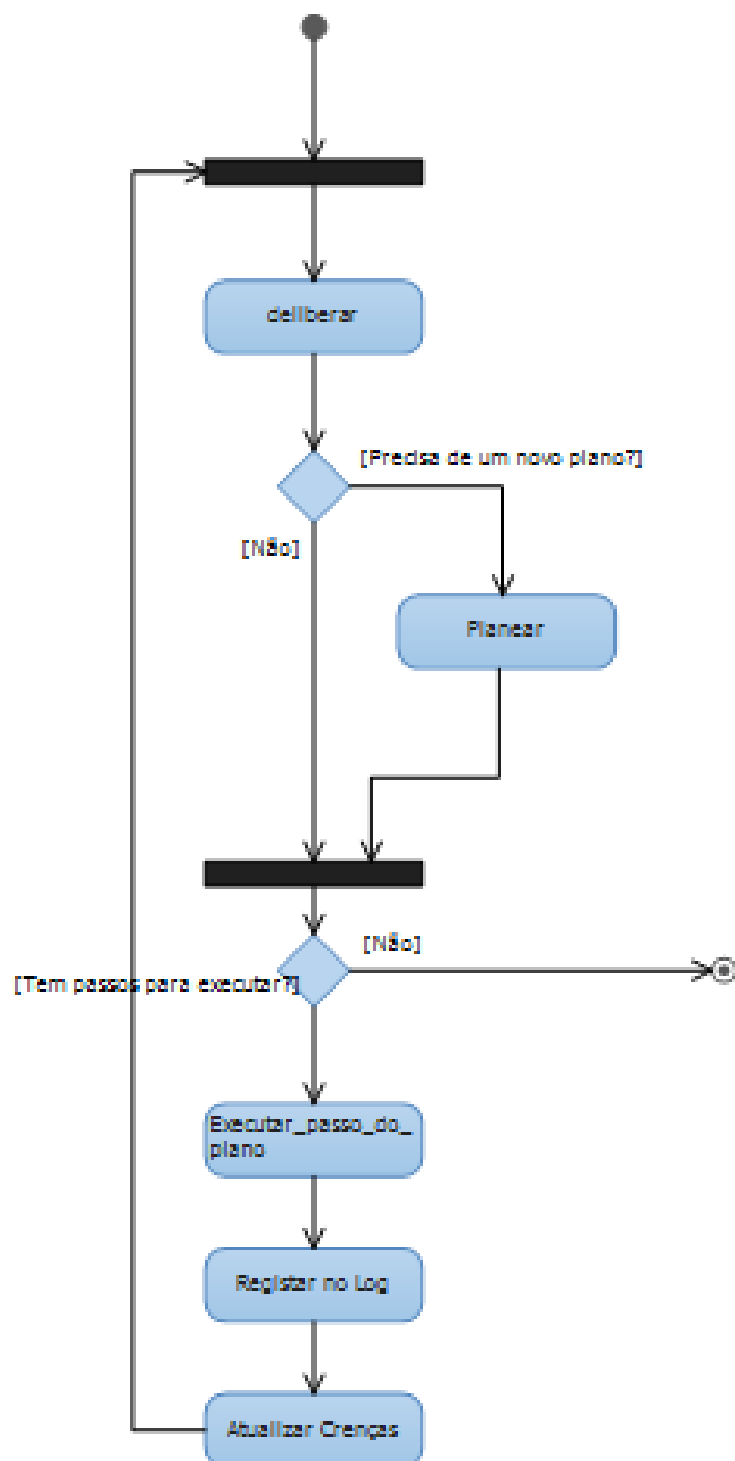 deliberar
[Precisa de um novo plano?]
[Não]
Planear
[Não]
[Tem passos para executar?]
Executar_passo_do_
plano
Registar no Log
Atualizar Crenças